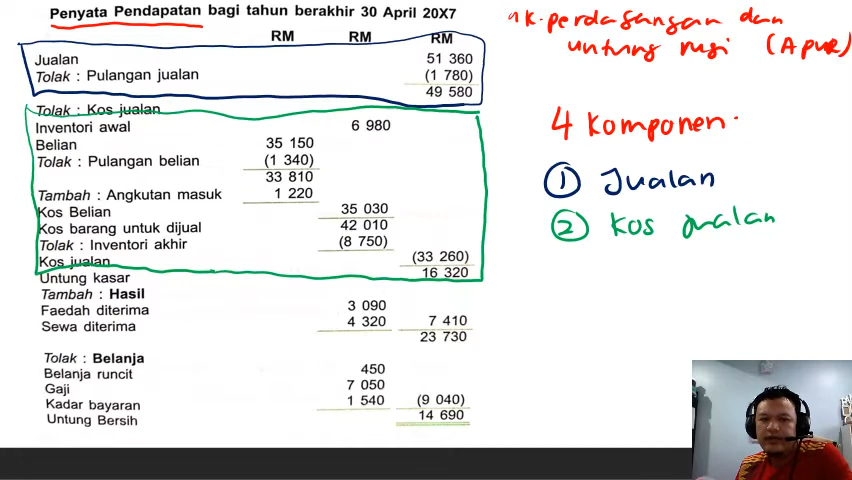 Penyata Pendapatan bagi tahun berakhir 30 April 20X7
RM RM RM
Jualan 51 360
Tolak : Pulangan jualan (1 780)
49 580
Tolak : Kos jualan
Inventori awal 6 980
Belian 35 150
Tolak : Pulangan belian (1 340)
33 810
Tambah : Angkutan masuk 1 220
Kos Belian 35 030
Kos barang untuk dijual 42 010
Tolak : Inventori akhir (8 750)
Kos jualan (33 260)
Untung kasar 16 320
Tambah : Hasil
Faedah diterima 3 090
Sewa diterima 4 320 7 410
23 730
Tolak : Belanja
Belanja runcit 450
Gaji 7 050
Kadar bayaran 1 540 (9 040)
Untung Bersih 14 690
k. perdagangan dan
untung rugi
4 komponen.
① Jualan
② Kos jualan